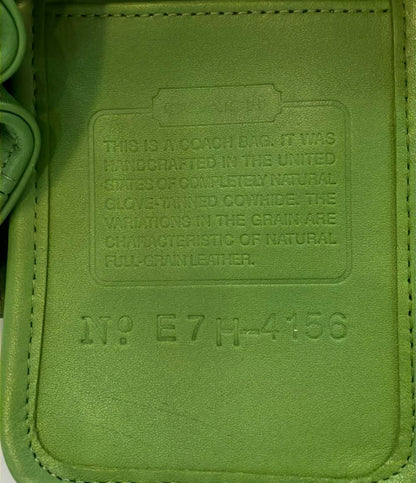 THIS IS A COACH BAG. IT WAS
HANDCRAFTED IN THE UNITED
STATES OF COMPLETELY NATURAL
GLOVE-TANNED COWHIDE. THE
VARIATIONS IN THE GRAIN ARE
CHARACTERISTIC OF NATURAL
FULL-GRAIN LEATHER.
No E7H-4156